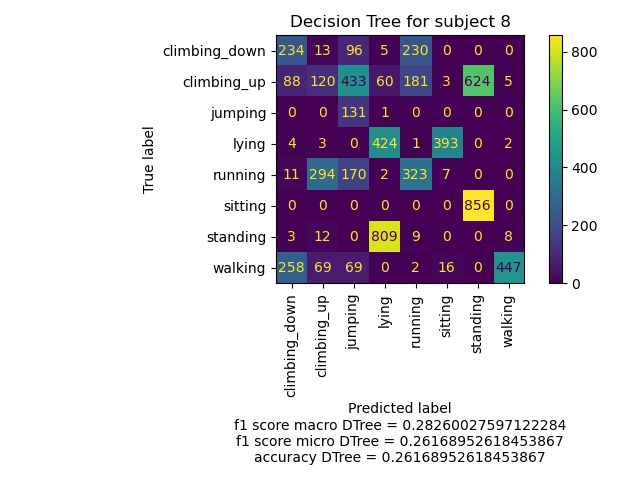 Decision Tree for subject 8
climbing_down 234 13 96 5 230 0 0 0
climbing_up 88 120 433 60 181 3 624 5
jumping 0 0 131 1 0 0 0 0
lying 4 3 0 424 1 393 0 2
running 11 294 170 2 323 7 0 0
sitting 0 0 0 0 0 0 856 0
standing 3 12 0 809 9 0 0 8
walking 258 69 69 0 2 16 0 447
True label
climbing_down
climbing_up
jumping
lying
running
sitting
standing
walking
Predicted label
800
600
400
200
0
f1 score macro DTree = 0.28260027597122284
f1 score micro DTree = 0.26168952618453867
accuracy DTree = 0.26168952618453867